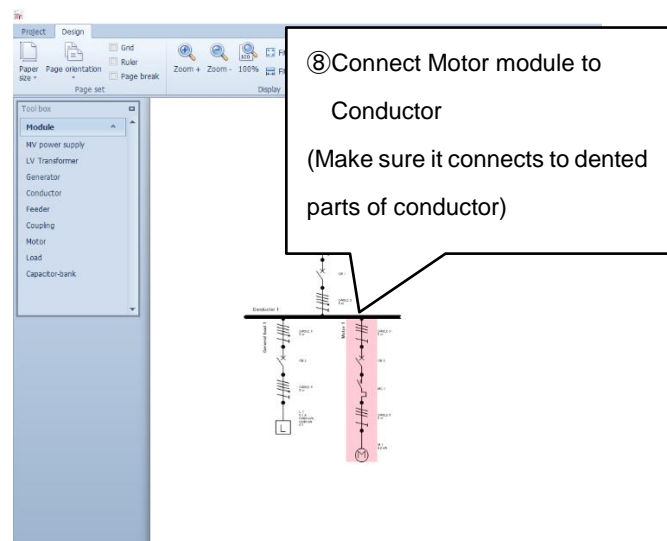 Project Design
Paper size
Page orientation
Grid
Ruler
Page break
Page set
Zoom +
Zoom -
100%
Display
⑧Connect Motor module to
Conductor
(Make sure it connects to dented
parts of conductor)
Tool box
Module
MV power supply
LV Transformer
Generator
Conductor
Feeder
Coupling
Motor
Load
Capacitor-bank
Conductor 1
General load 1
Motor 1
L
M